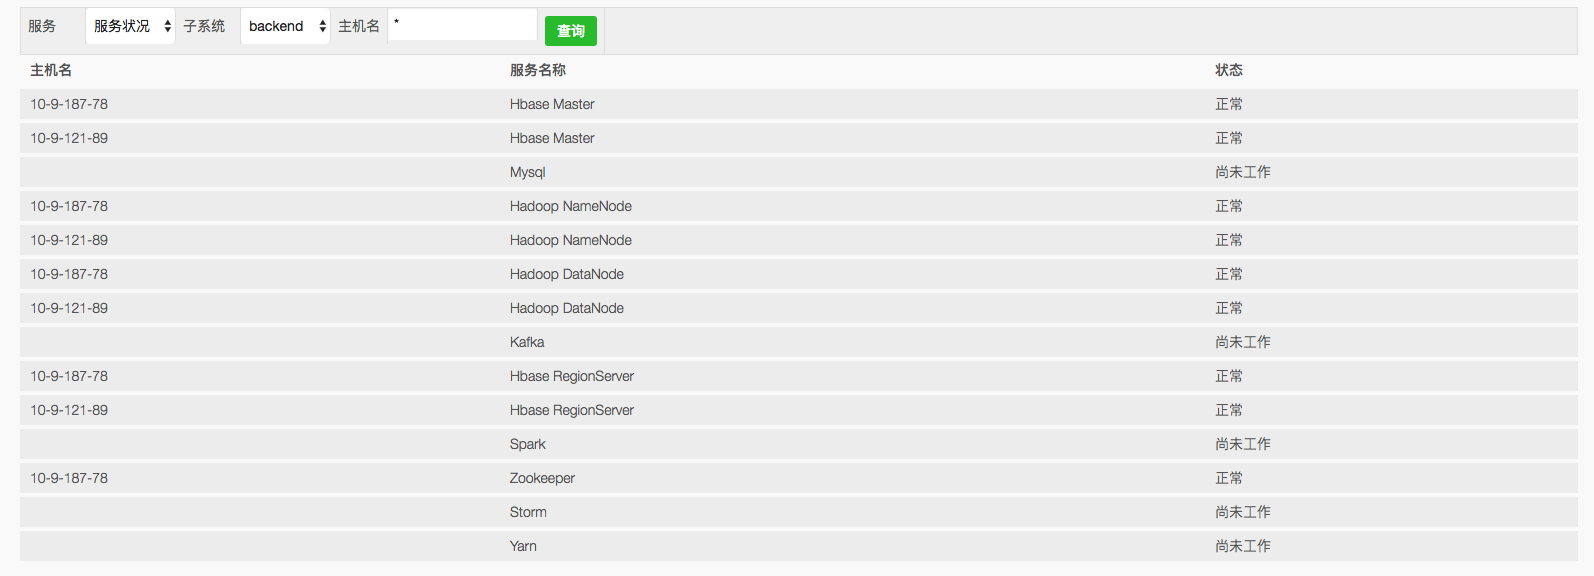 服务 服务状况 子系统 backend 主机名 * 查询
主机名 服务名称 状态
10-9-187-78 Hbase Master 正常
10-9-121-89 Hbase Master 正常
Mysql 尚未工作
10-9-187-78 Hadoop NameNode 正常
10-9-121-89 Hadoop NameNode 正常
10-9-187-78 Hadoop DataNode 正常
10-9-121-89 Hadoop DataNode 正常
Kafka 尚未工作
10-9-187-78 Hbase RegionServer 正常
10-9-121-89 Hbase RegionServer 正常
Spark 尚未工作
10-9-187-78 Zookeeper 正常
Storm 尚未工作
Yarn 尚未工作